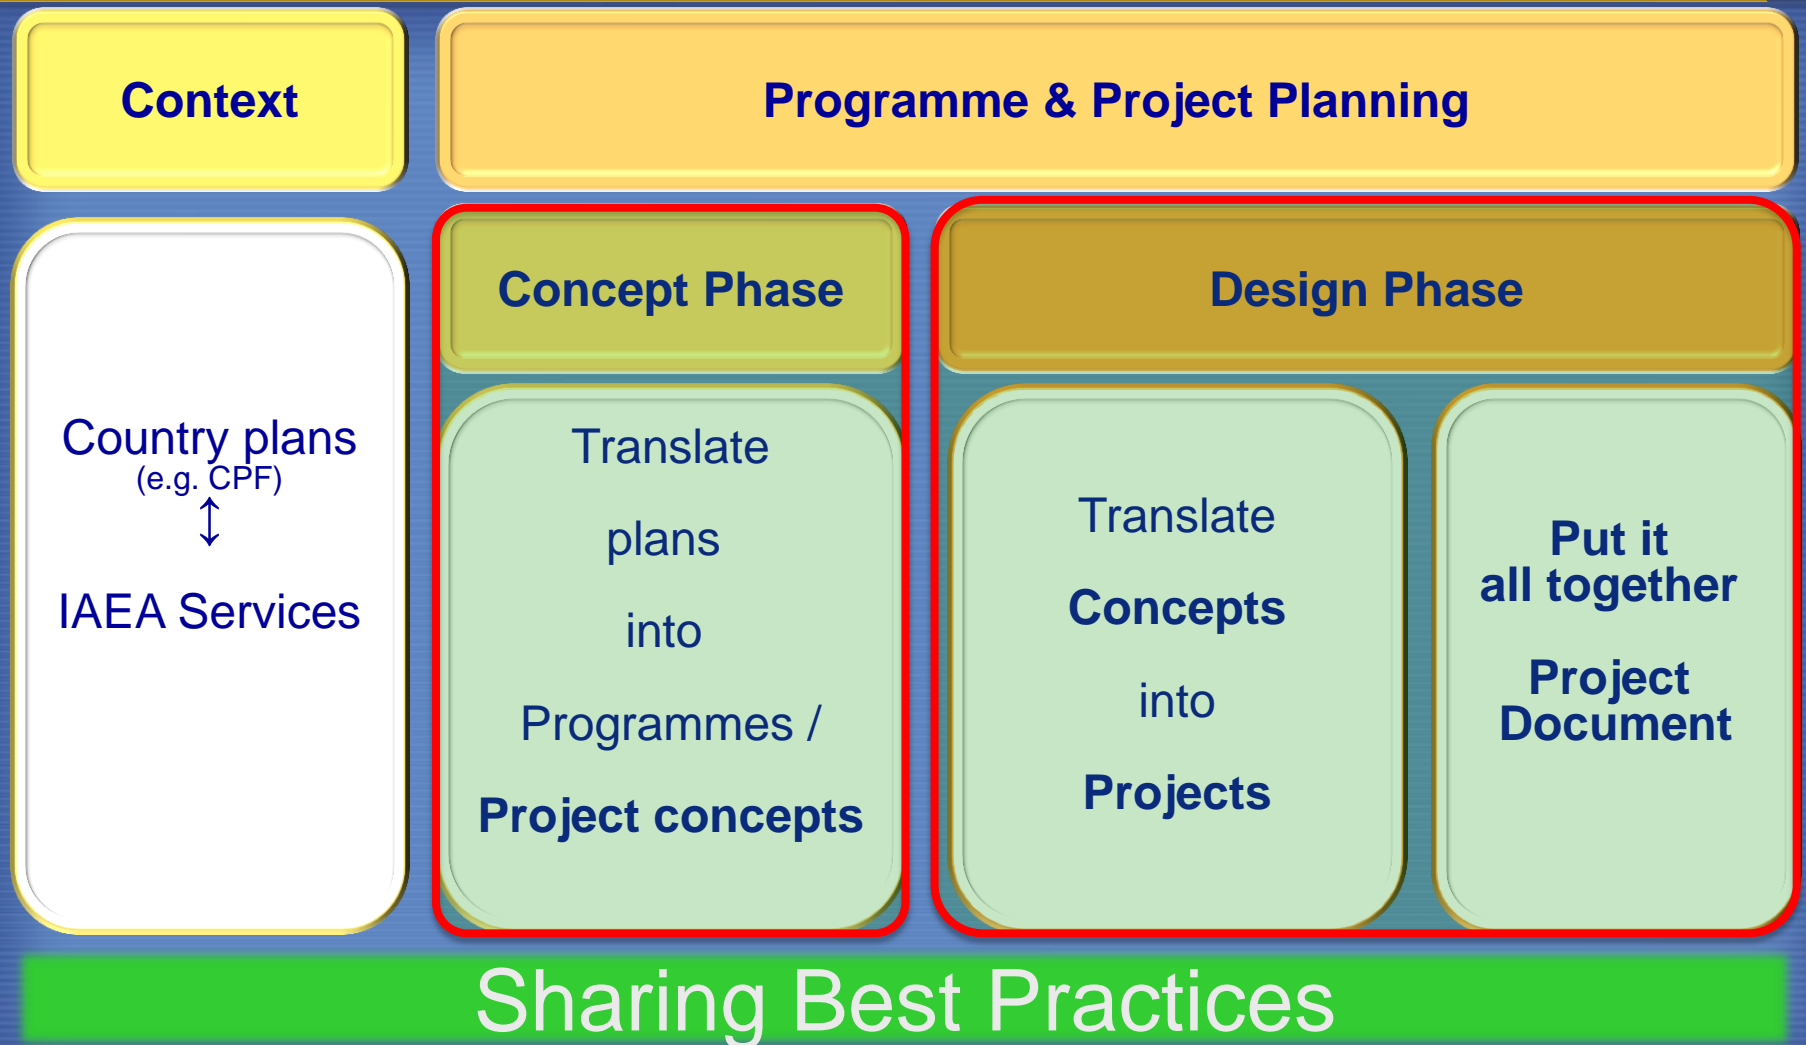 Context
Programme & Project Planning
Country plans
(e.g. CPF)
↕
IAEA Services
Concept Phase
Translate
plans
into
Programmes /
Project concepts
Design Phase
Translate
Concepts
into
Projects
Put it
all together
Project
Document
Sharing Best Practices